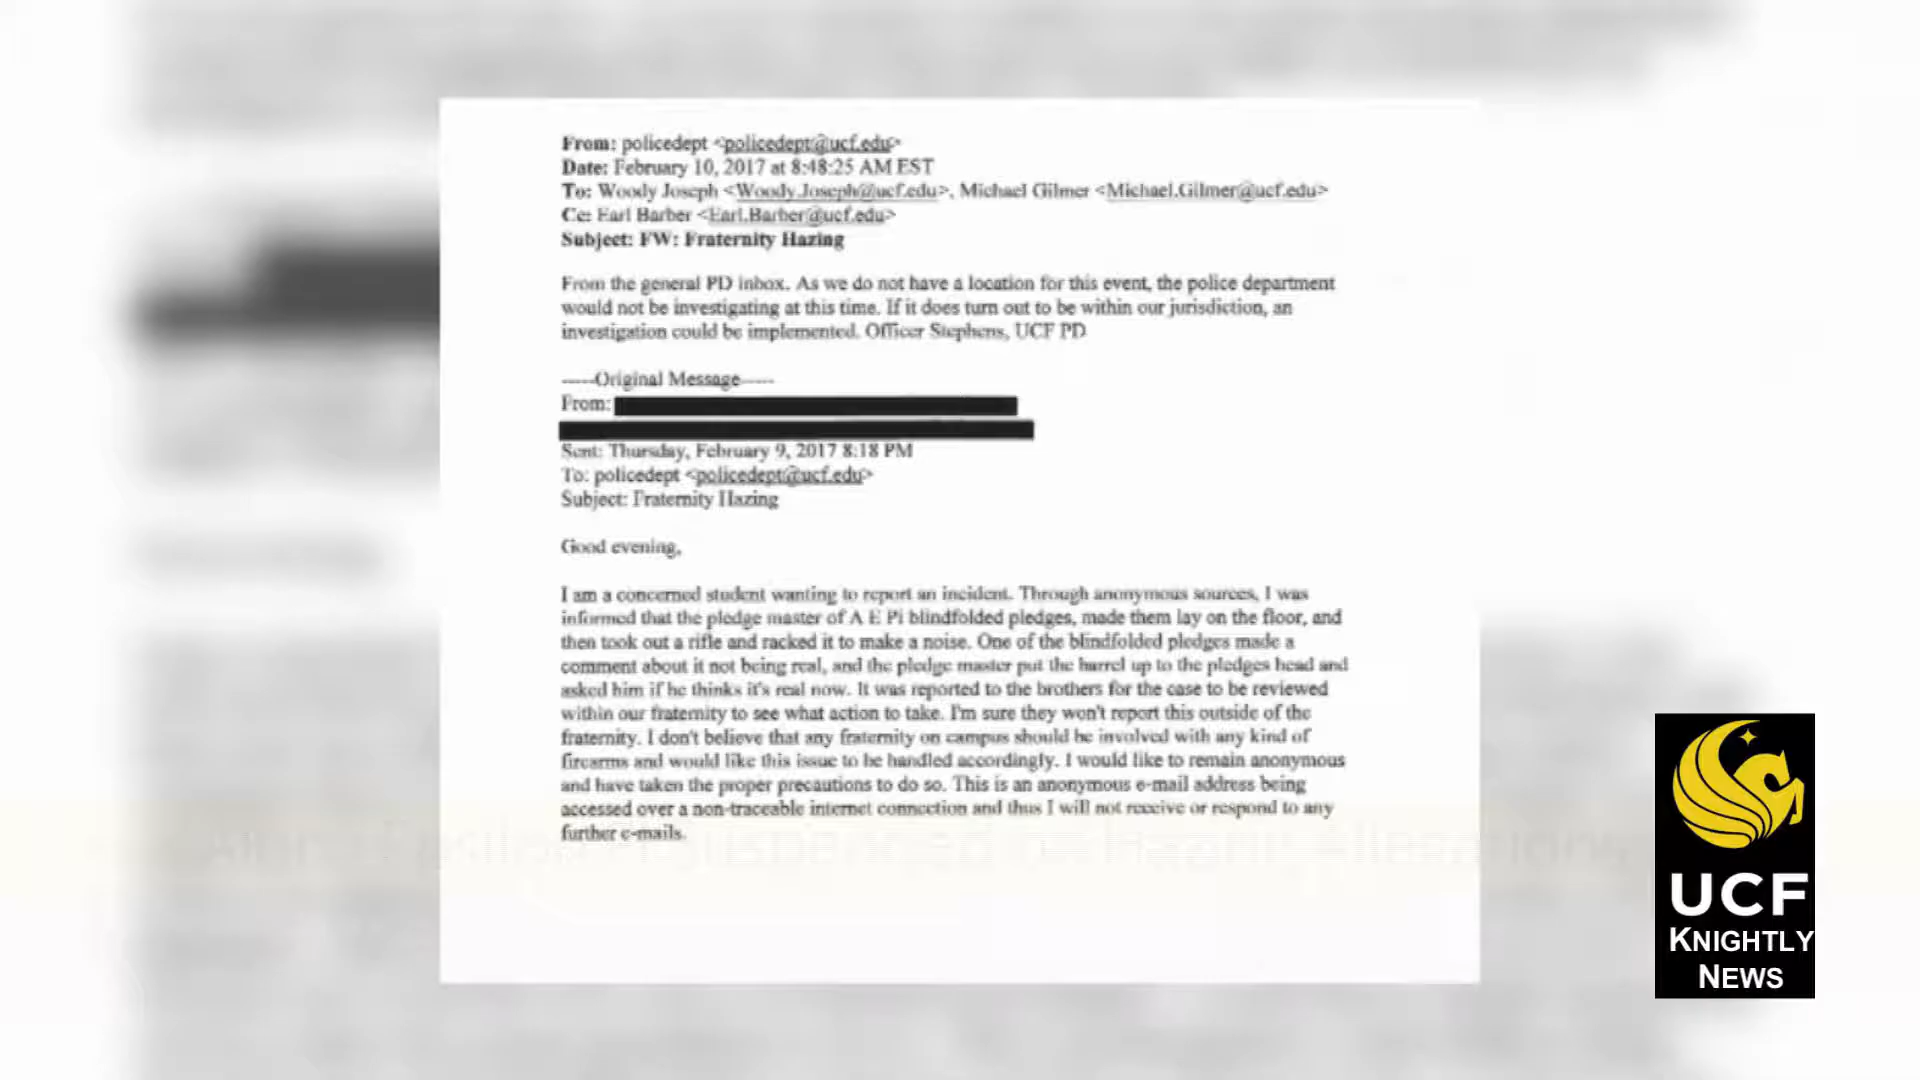 From: policedept <policedept@ucf.edu>
Date: February 10, 2017 at 8:48:25 AM EST
To: Woody Joseph <Woody.Joseph@ucf.edu>, Michael Gilmer <Michael.Gilmer@ucf.edu>
Cc: Earl Barber <Earl.Barber@ucf.edu>
Subject: FW: Fraternity Hazing
From the general PD inbox. As we do not have a location for this event, the police department
would not be investigating at this time. If it does turn out to be within our jurisdiction, an
investigation could be implemented. Officer Stephens, UCF PD
-----Original Message-----
From:
Sent: Thursday, February 9, 2017 8:18 PM
To: policedept <policedept@ucf.edu>
Subject: Fraternity Hazing
Good evening,
I am a concerned student wanting to report an incident. Through anonymous sources, I was
informed that the pledge master of A E Pi blindfolded pledges, made them lay on the floor, and
then took out a rifle and racked it to make a noise. One of the blindfolded pledges made a
comment about it not being real, and the pledge master put the barrel up to the pledges head and
asked him if he thinks it's real now. It was reported to the brothers for the case to be reviewed
within our fraternity to see what action to take. I'm sure they won't report this outside of the
fraternity. I don't believe that any fraternity on campus should be involved with any kind of
firearms and would like this issue to be handled accordingly. I would like to remain anonymous
and have taken the proper precautions to do so. This is an anonymous e-mail address being
accessed over a non-traceable internet connection and thus I will not receive or respond to any
further e-mails.
UCF
KNIGHTLY
NEWS